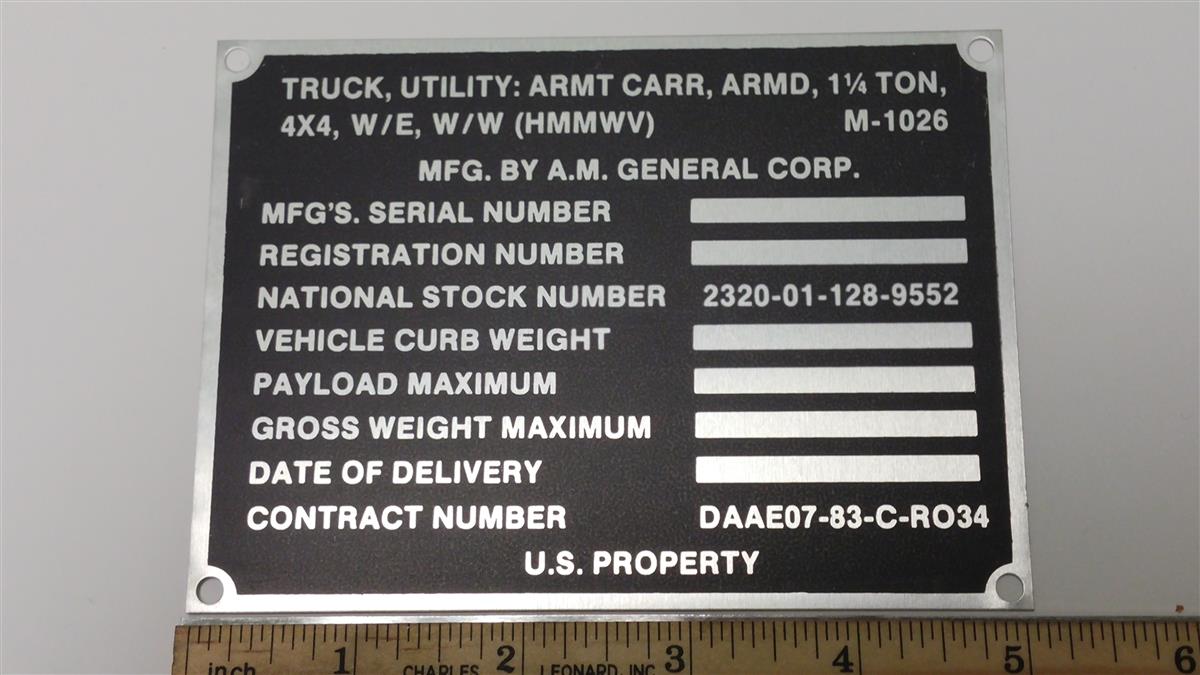 TRUCK, UTILITY: ARMT CARR, ARMD, 1¼ TON,
4X4, W/E, W/W (HMMWV) M-1026
MFG. BY A.M. GENERAL CORP.
MFG'S. SERIAL NUMBER
REGISTRATION NUMBER
NATIONAL STOCK NUMBER 2320-01-128-9552
VEHICLE CURB WEIGHT
PAYLOAD MAXIMUM
GROSS WEIGHT MAXIMUM
DATE OF DELIVERY
CONTRACT NUMBER DAAE07-83-C-RO34
U.S. PROPERTY
inch 1 CHARLES 2 LEONARD, INC 3 4 5 6